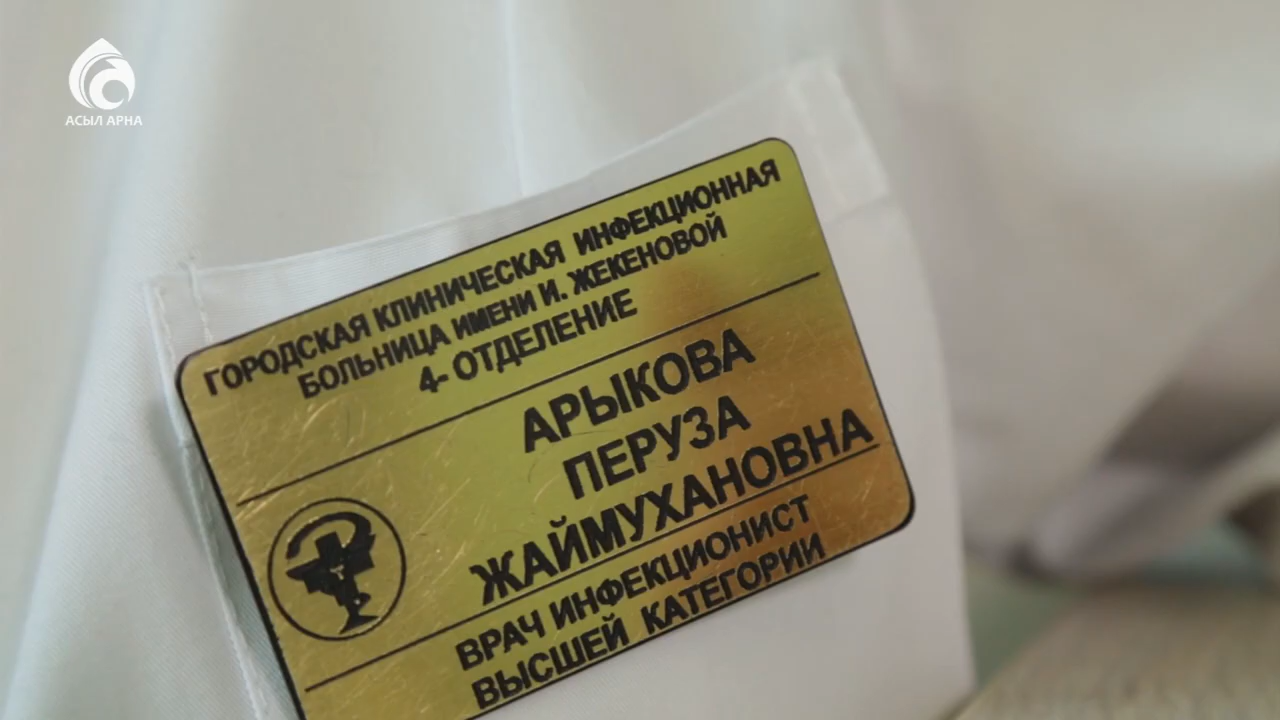 АСЫЛ АРНА
ГОРОДСКАЯ КЛИНИЧЕСКАЯ ИНФЕКЦИОННАЯ
БОЛЬНИЦА ИМЕНИ И. ЖЕКЕНОВОЙ
4- ОТДЕЛЕНИЕ
АРЫКОВА
ПЕРУЗА
ЖАЙМУХАНОВНА
ВРАЧ ИНФЕКЦИОНИСТ
ВЫСШЕЙ КАТЕГОРИИ